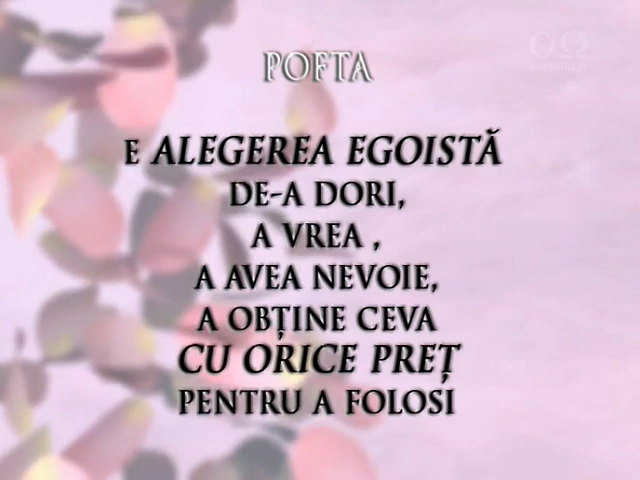 POFTA
E ALEGEREA EGOISTĂ
DE-A DORI,
A VREA ,
A AVEA NEVOIE,
A OBȚINE CEVA
CU ORICE PREȚ
PENTRU A FOLOSI